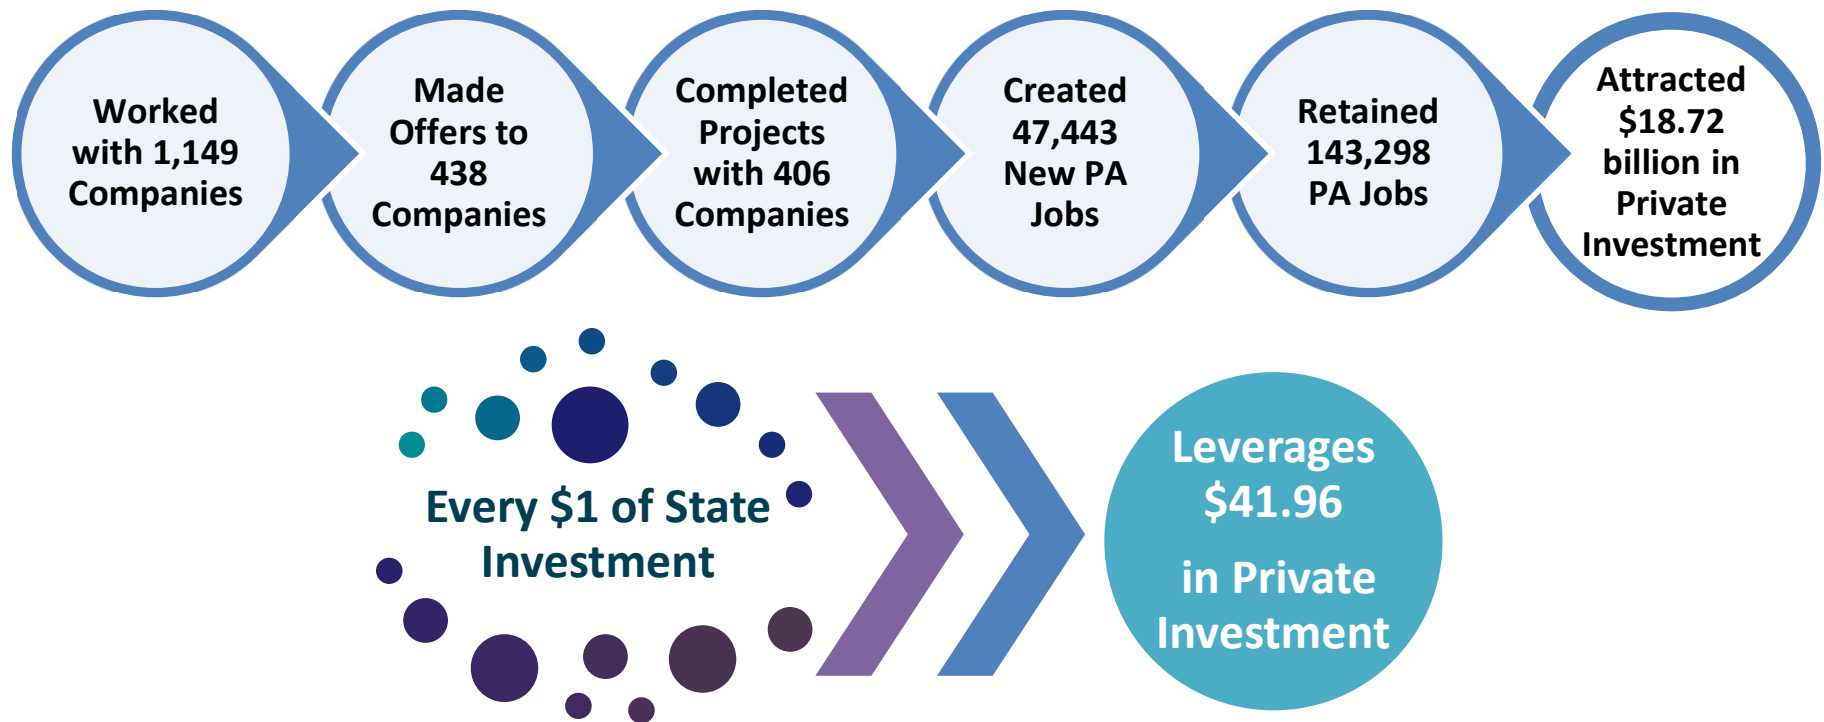 Worked
with 1,149
Companies
Made
Offers to
438
Companies
Completed
Projects
with 406
Companies
Created
47,443
New PA
Jobs
Retained
143,298
PA Jobs
Attracted
$18.72
billion in
Private
Investment
Every $1 of State
Investment
Leverages
$41.96
in Private
Investment